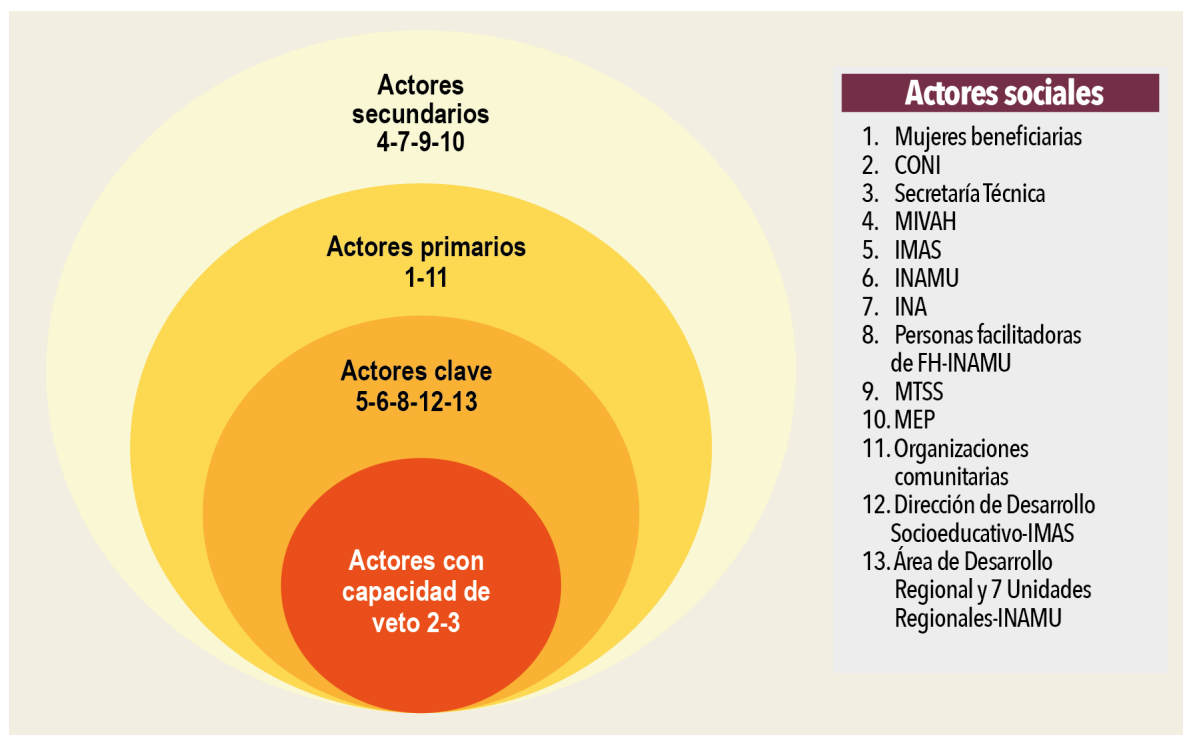 Actores
secundarios
4-7-9-10
Actores primarios
1-11
Actores clave
5-6-8-12-13
Actores con
capacidad de
veto 2-3
Actores sociales
1. Mujeres beneficiarias
2. CONI
3. Secretaría Técnica
4. MIVAH
5. IMAS
6. INAMU
7. INA
8. Personas facilitadoras
de FH-INAMU
9. MTSS
10. MEP
11. Organizaciones
comunitarias
12. Dirección de Desarrollo
Socioeducativo-IMAS
13. Área de Desarrollo
Regional y 7 Unidades
Regionales-INAMU